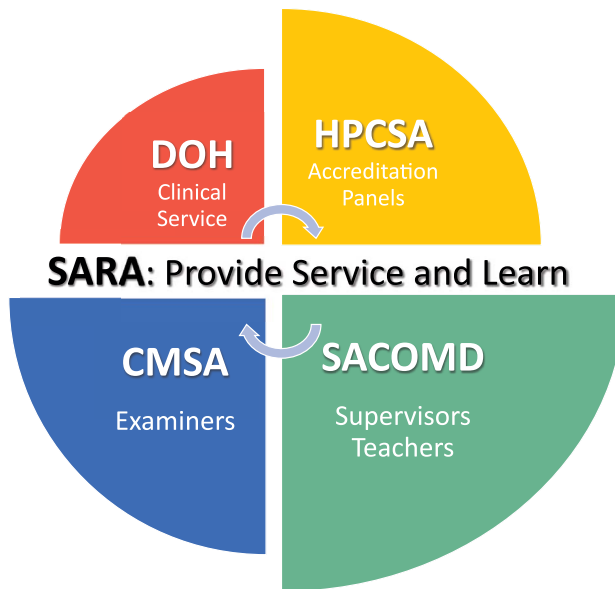 DOH
Clinical
Service
HPCSA
Accreditation
Panels
SARA: Provide Service and Learn
CMSA
Examiners
SACOMD
Supervisors
Teachers